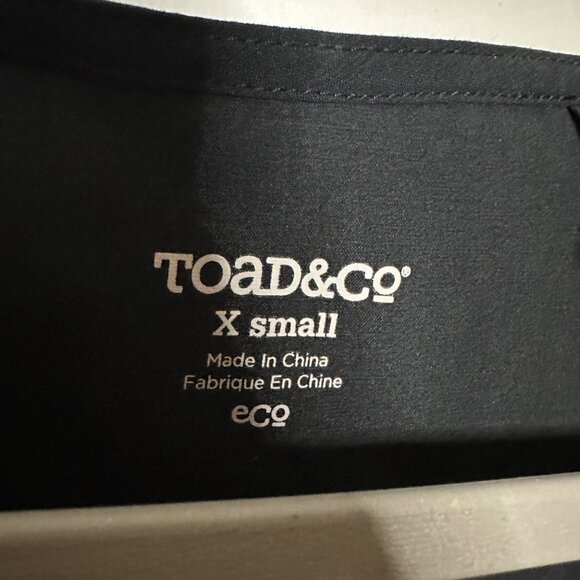 TOaD&Co®
X small
Made In China
Fabrique En Chine
eco